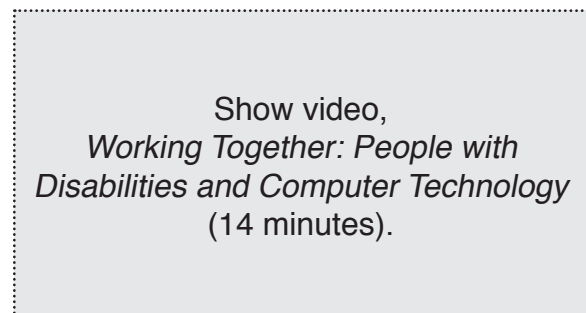 Show video,
Working Together: People with
Disabilities and Computer Technology
(14 minutes).